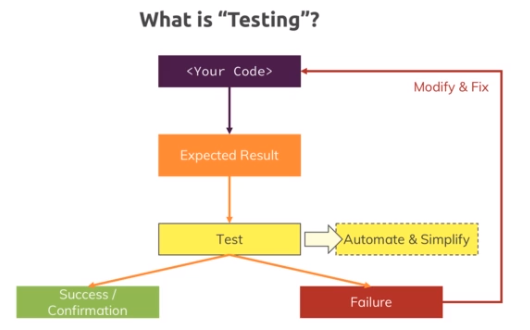 What is “Testing”?
<Your Code>
Modify & Fix
Expected Result
Test
Automate & Simplify
Success /
Confirmation
Failure